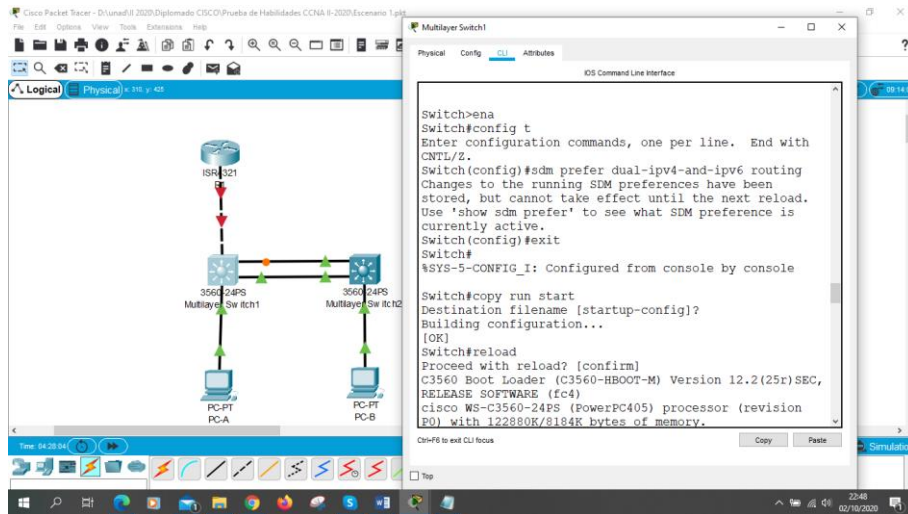 Cisco Packet Tracer - D:\unad\II 2020\Diplomado CISCO\Prueba de Habilidades CCNA II-2020\Escenario 1.pkt
File Edit Options View Tools Extensions Help
Logical Physical x: 310, y: 425
ISR4321
3560-24PS
Multilayer Switch1
3560-24PS
Multilayer Switch2
PC-PT
PC-A
PC-PT
PC-B
Time: 04:28:04
Multilayer Switch1
Physical Config CLI Attributes
IOS Command Line Interface
Switch>ena
Switch#config t
Enter configuration commands, one per line. End with
CNTL/Z.
Switch(config)#sdm prefer dual-ipv4-and-ipv6 routing
Changes to the running SDM preferences have been
stored, but cannot take effect until the next reload.
Use 'show sdm prefer' to see what SDM preference is
currently active.
Switch(config)#exit
Switch#
%SYS-5-CONFIG_I: Configured from console by console
Switch#copy run start
Destination filename [startup-config]?
Building configuration...
[OK]
Switch#reload
Proceed with reload? [confirm]
C3560 Boot Loader (C3560-HBOOT-M) Version 12.2(25r)SEC,
RELEASE SOFTWARE (fc4)
cisco WS-C3560-24PS (PowerPC405) processor (revision
P0) with 122880K/8184K bytes of memory.
Ctrl+F6 to exit CLI focus
Copy Paste
Top
09:14
Simulatio
22:48
02/10/2020